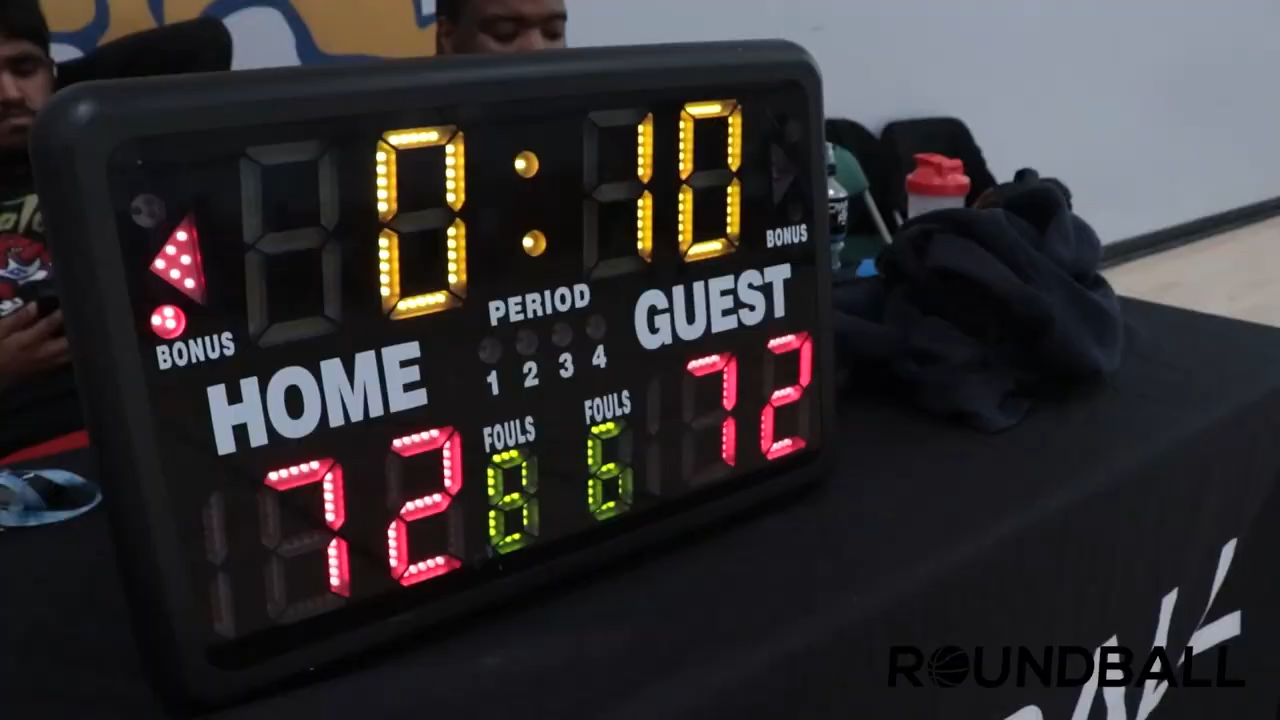 0:10
BONUS
BONUS
PERIOD
1 2 3 4
HOME
GUEST
FOULS
FOULS
72
8
6
72
ROUNDBALL